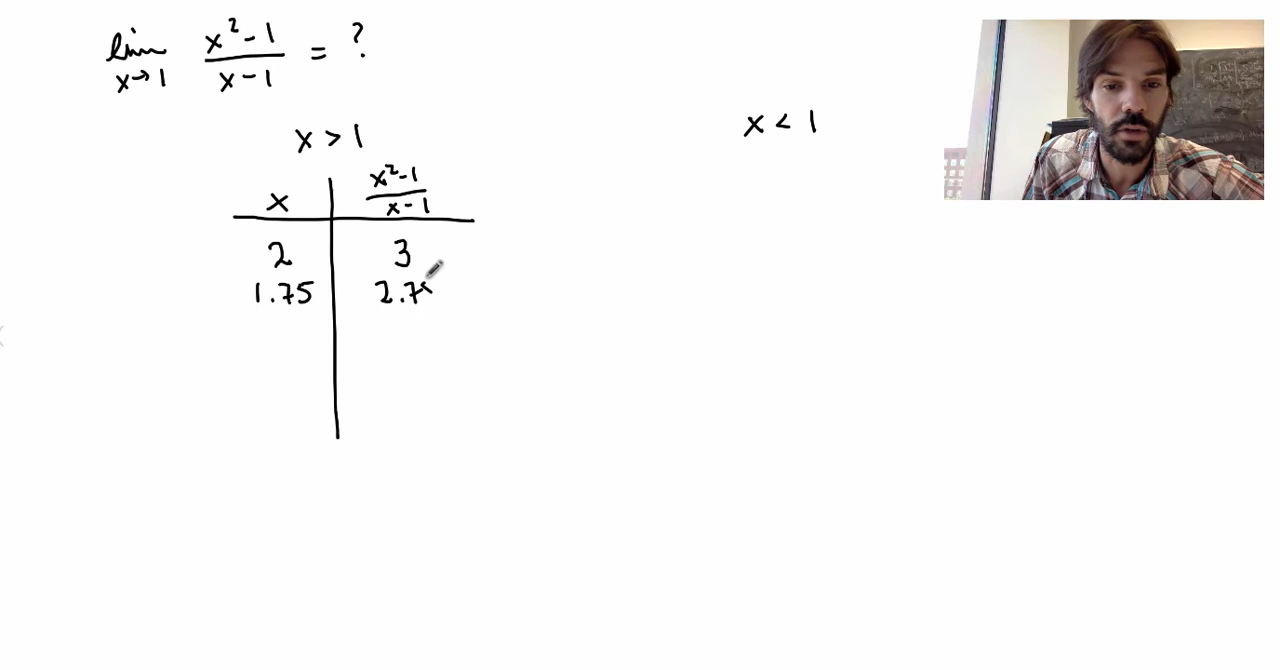 lim x→1 x²-1 / x-1 = ?
x > 1
x < 1
x | x²-1 / x-1
2 | 3
1.75 | 2.7